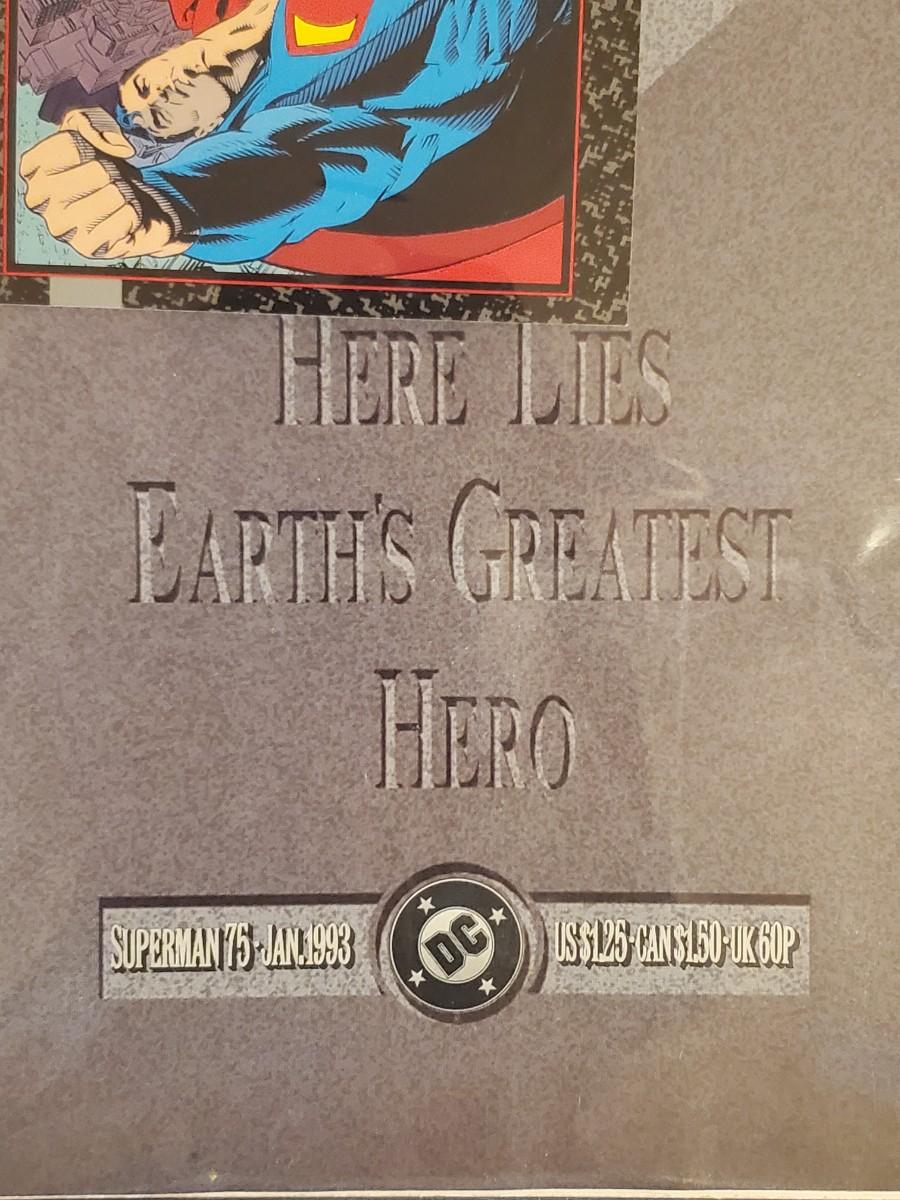 HERE LIES
EARTH'S GREATEST
HERO
SUPERMAN 75 · JAN. 1993
DC
US $1.25 · CAN $1.50 · UK 60P